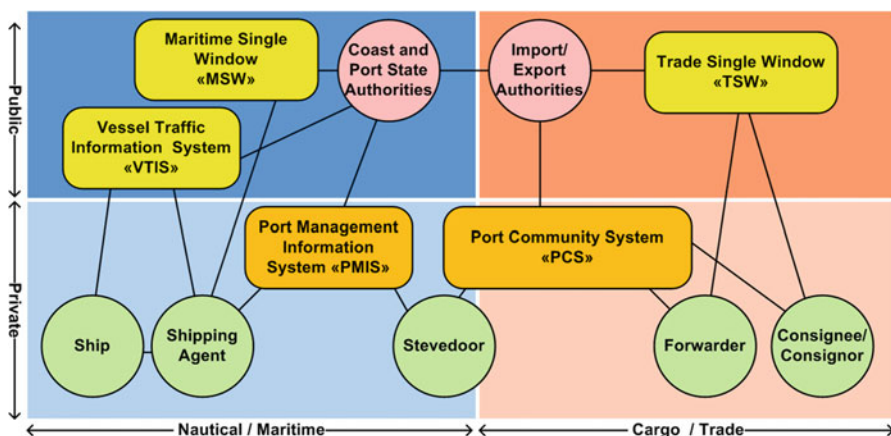 Public
Maritime Single
Window
«MSW»
Coast and
Port State
Authorities
Import/
Export
Authorities
Trade Single Window
«TSW»
Vessel Traffic
Information System
«VTIS»
Private
Port Management
Information
System «PMIS»
Port Community System
«PCS»
Ship
Shipping
Agent
Stevedoor
Forwarder
Consignee/
Consignor
Nautical / Maritime
Cargo / Trade